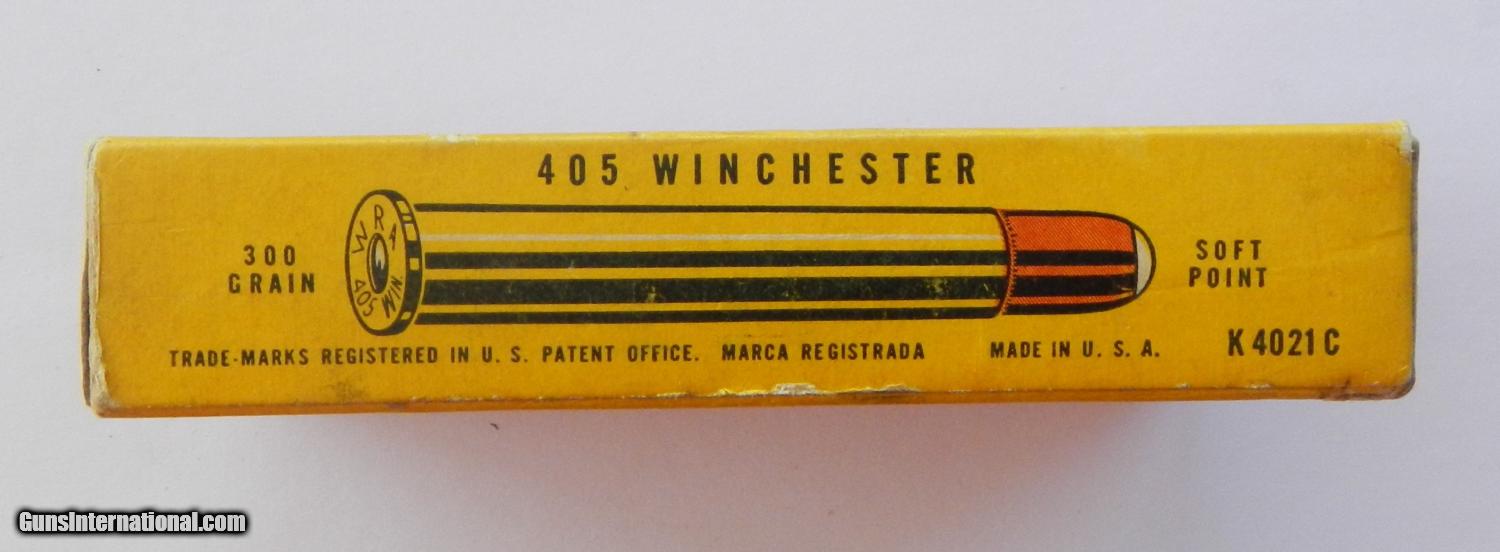 405 WINCHESTER
300
GRAIN
W R A
405 WIN.
W
SOFT
POINT
TRADE-MARKS REGISTERED IN U. S. PATENT OFFICE. MARCA REGISTRADA
MADE IN U. S. A.
K4021C
GunsInternational.com